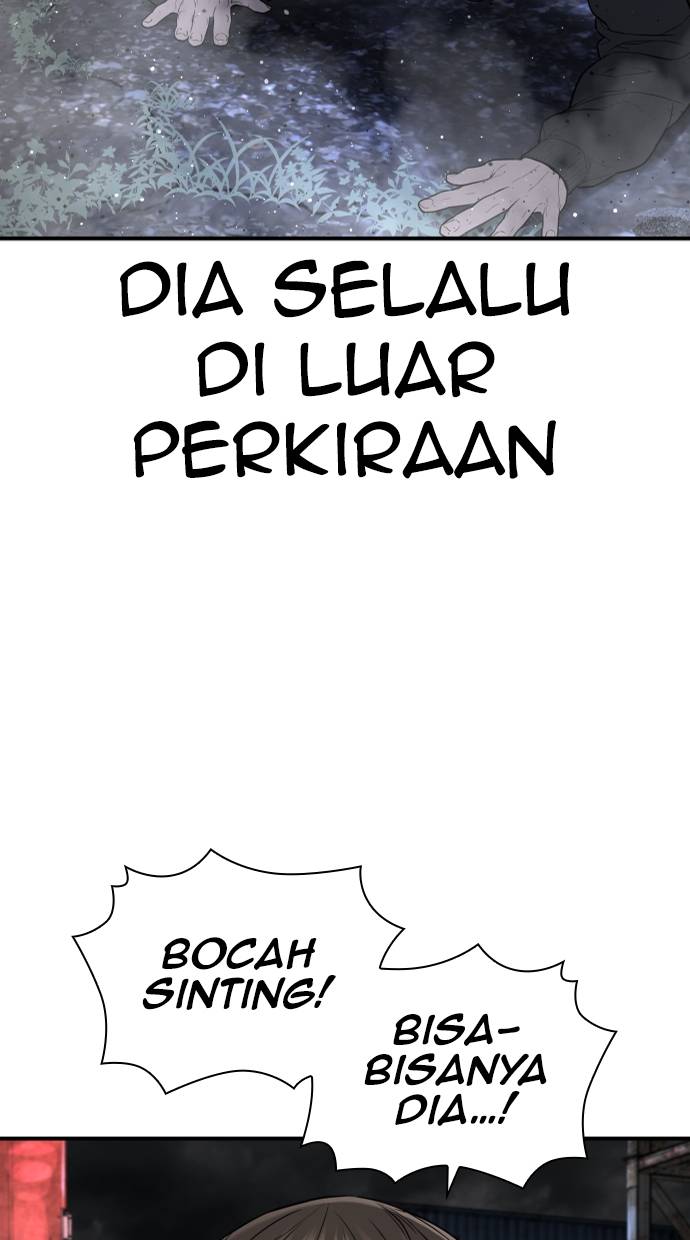 DIA SELALU
DI LUAR
PERKIRAAN
BOCAH
SINTING!
BISA-
BISANYA
DIA...!